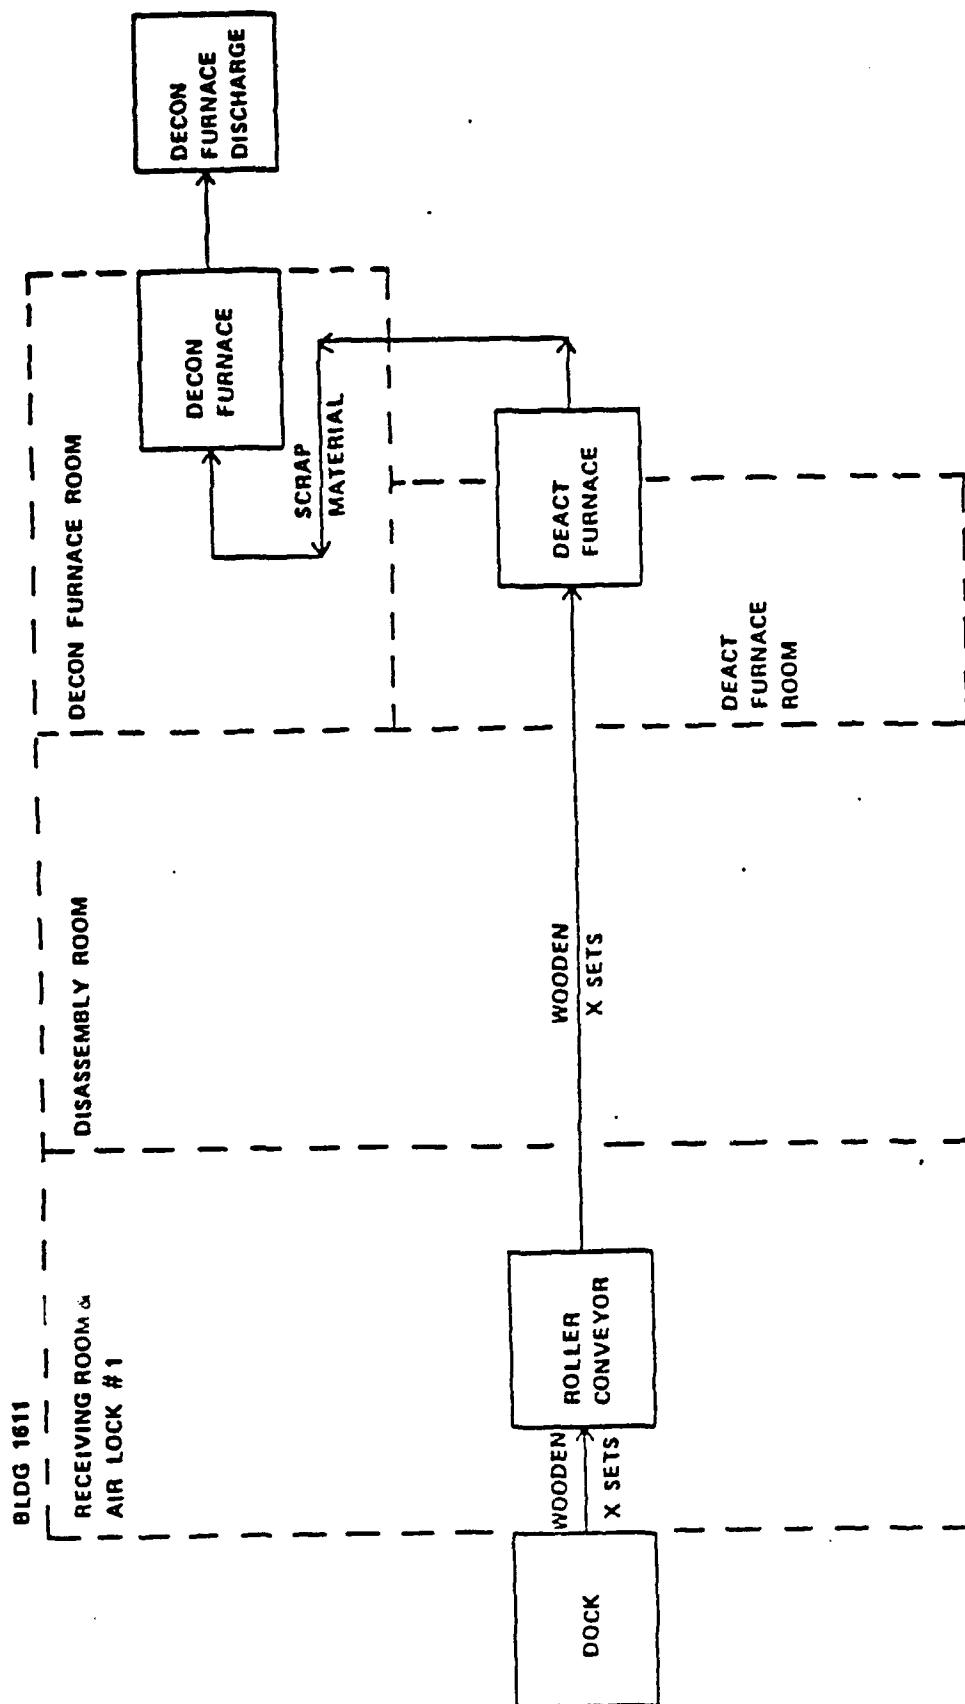 BLDG 1611
RECEIVING ROOM &
AIR LOCK #1
DISASSEMBLY ROOM
DECON FURNACE ROOM
DECON
FURNACE
DECON
FURNACE
DISCHARGE
SCRAP
MATERIAL
DOCK
WOODEN
X SETS
ROLLER
CONVEYOR
WOODEN
X SETS
DEACT
FURNACE
DEACT
FURNACE
ROOM